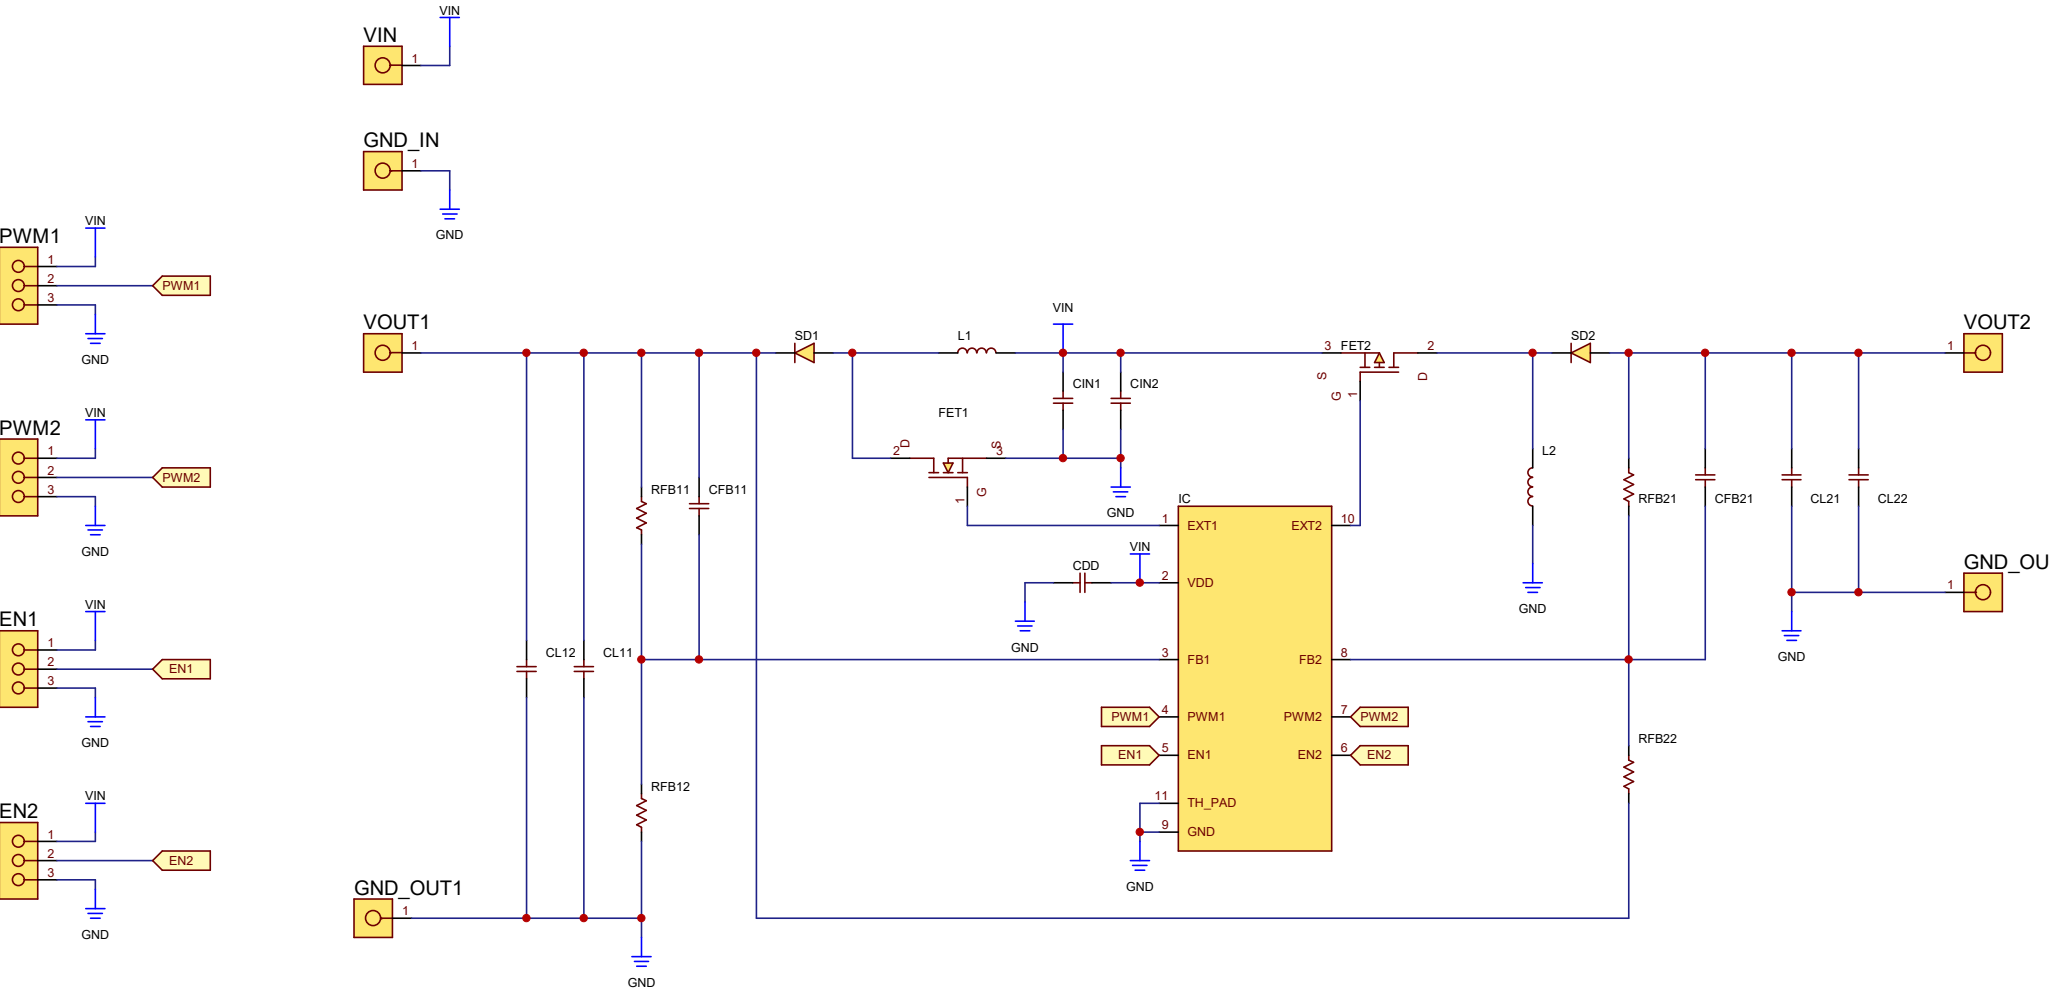 VIN
VIN
1
GND_IN
1
GND
PWM1
VIN
1
2
3
PWM1
GND
PWM2
VIN
1
2
3
PWM2
GND
EN1
VIN
1
2
3
EN1
GND
EN2
VIN
1
2
3
EN2
GND
VOUT1
1
SD1
L1
VIN
CIN1
CIN2
FET1
2
D
S
3
G
1
GND
3
FET2
2
S
G
1
D
SD2
VOUT2
1
L2
GND
RFB11
CFB11
RFB21
CFB21
CL21
CL22
GND_OU
1
GND
IC
1
EXT1
EXT2
10
VIN
CDD
2
VDD
GND
CL12
CL11
3
FB1
FB2
8
PWM1
4
PWM1
PWM2
7
PWM2
EN1
5
EN1
EN2
6
EN2
RFB12
RFB22
11
TH_PAD
9
GND
GND
GND_OUT1
1
GND